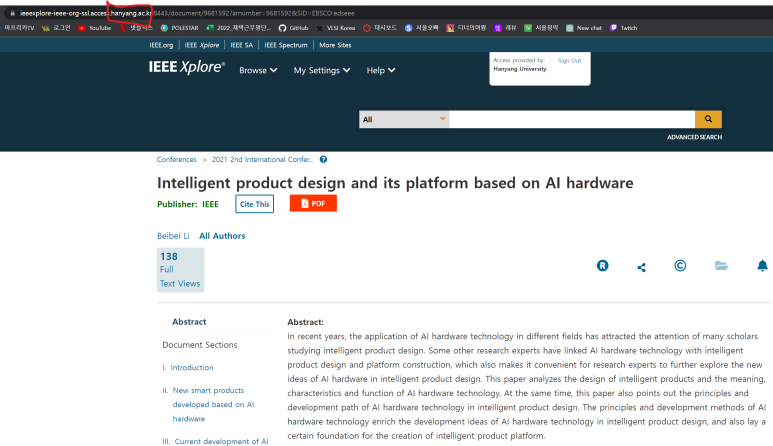 ieeexplore-ieee-org-ssl.access.hanyang.ac.kr:8443/document/9681592?arnumber=9681592&SID=EBSCO:edseee
아프리카TV 로그인 YouTube 넷플릭스 POLESTAR 2022_재택근무명단... GitHub VLSI Korea 대시보드 서울오빠 디너의여왕 레뷰 서울청약 New chat Twitch
IEEE.org IEEE Xplore IEEE SA IEEE Spectrum More Sites
IEEE Xplore® Browse My Settings Help
Access provided by: Sign Out
Hanyang University
All
ADVANCED SEARCH
Conferences > 2021 2nd International Confer...
Intelligent product design and its platform based on AI hardware
Publisher: IEEE Cite This PDF
Beibei Li All Authors
138
Full
Text Views
R ©
Abstract
Document Sections
I. Introduction
II. New smart products
developed based on AI
hardware
III. Current development of AI
Abstract:
In recent years, the application of AI hardware technology in different fields has attracted the attention of many scholars
studying intelligent product design. Some other research experts have linked AI hardware technology with intelligent
product design and platform construction, which also makes it convenient for research experts to further explore the new
ideas of AI hardware in intelligent product design. This paper analyzes the design of intelligent products and the meaning,
characteristics and function of AI hardware technology. At the same time, this paper also points out the principles and
development path of AI hardware technology in intelligent product design. The principles and development methods of AI
hardware technology enrich the development ideas of AI hardware technology in intelligent product design, and also lay a
certain foundation for the creation of intelligent product platform.